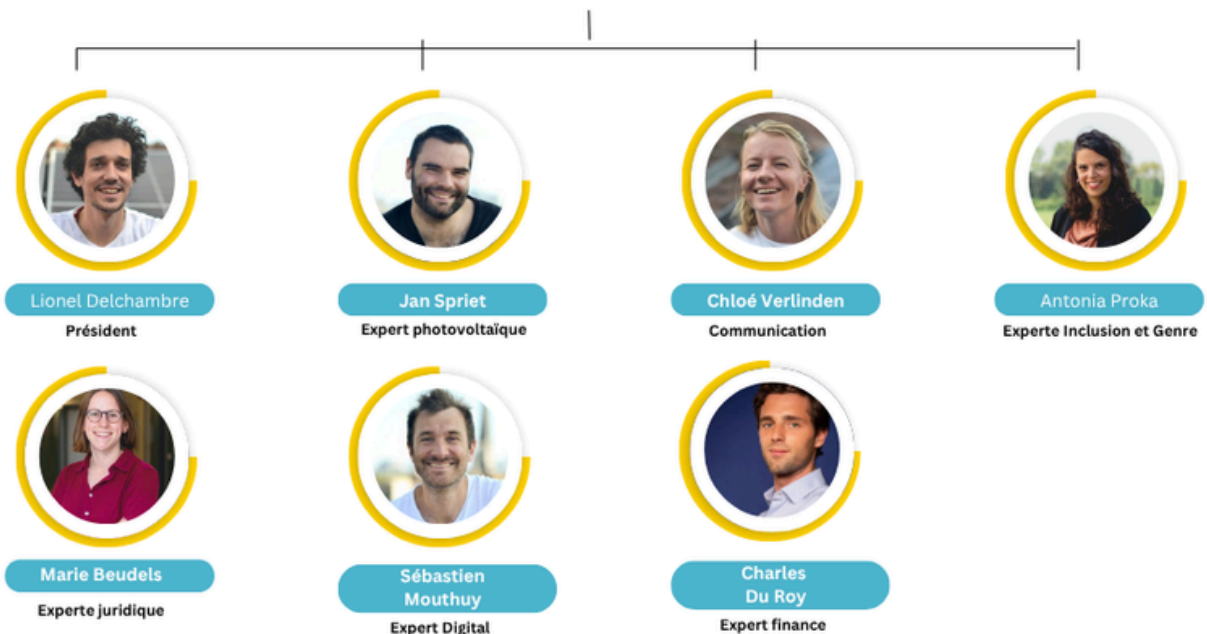 Lionel Delchambre
Président
Jan Spriet
Expert photovoltaïque
Chloé Verlinden
Communication
Antonia Proka
Experte Inclusion et Genre
Marie Beudels
Experte juridique
Sébastien
Mouthuy
Expert Digital
Charles
Du Roy
Expert finance